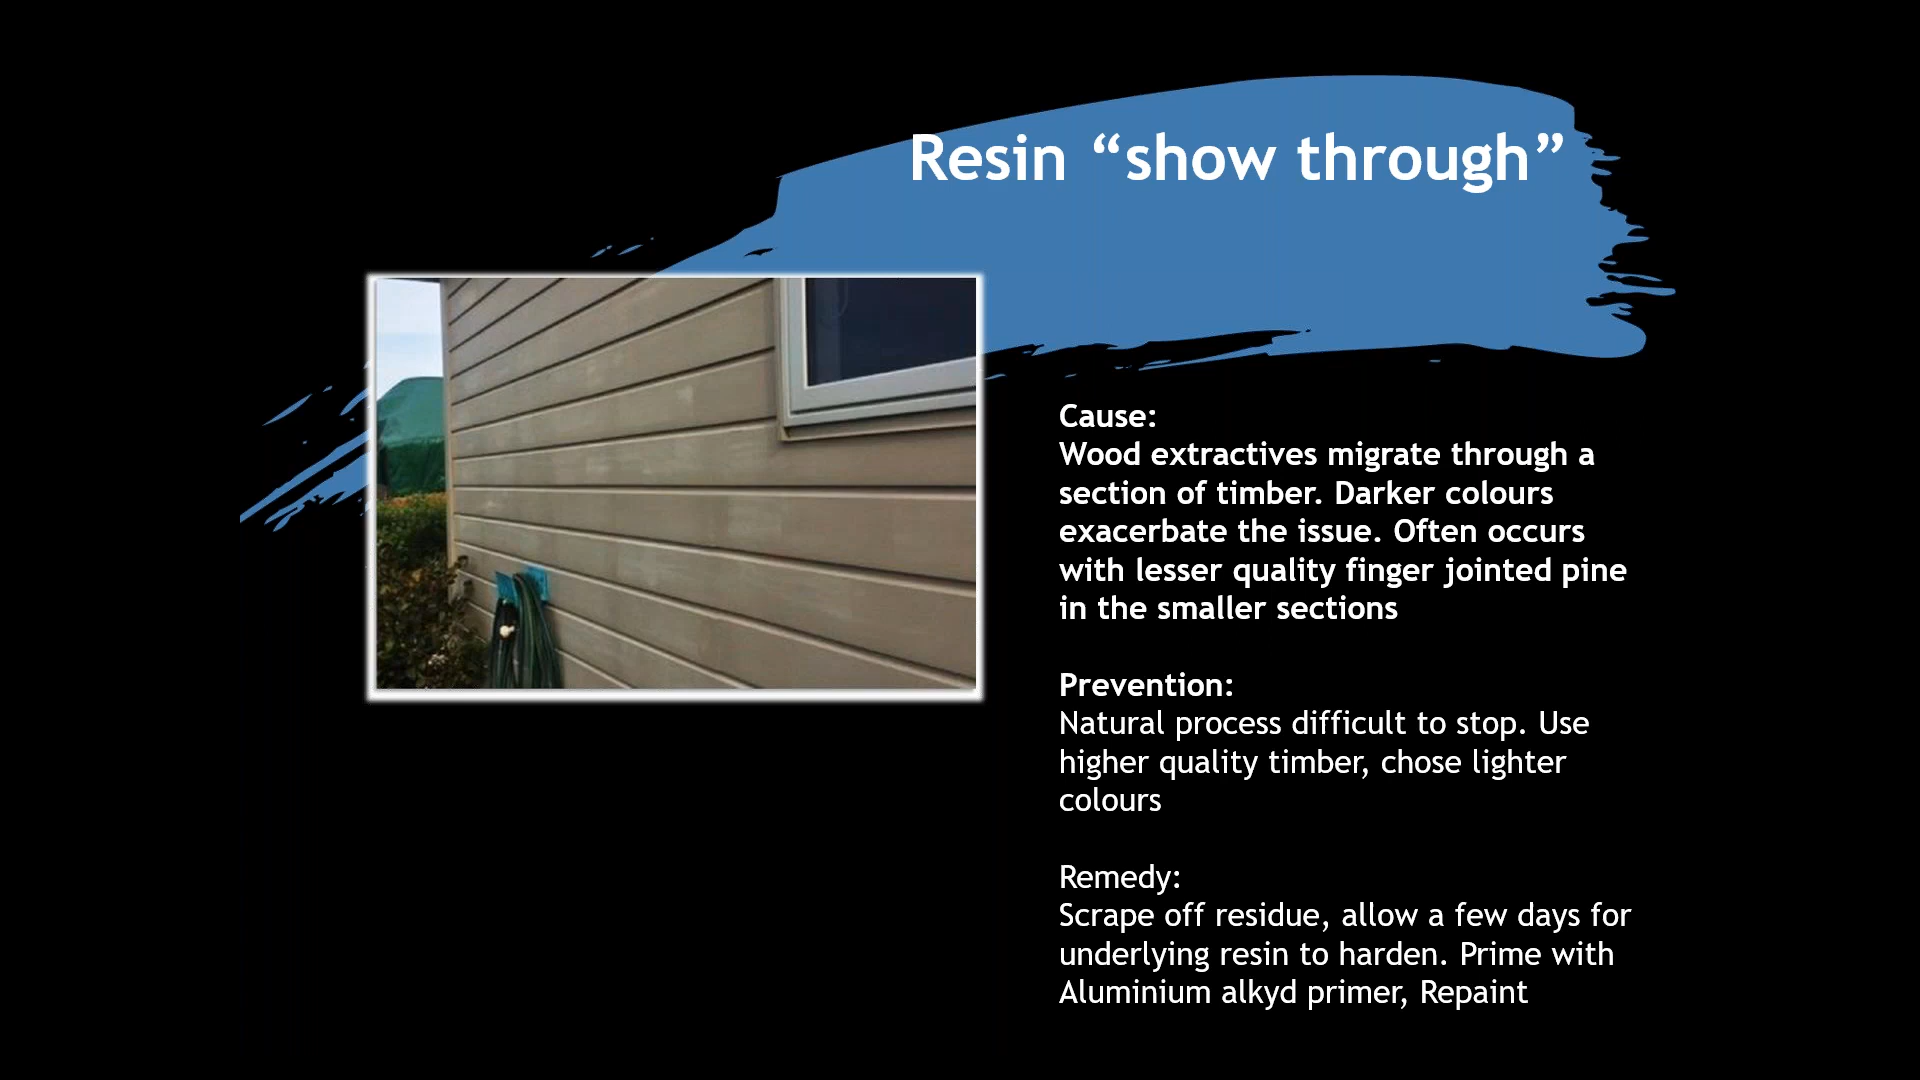 Resin “show through”
Cause:
Wood extractives migrate through a
section of timber. Darker colours
exacerbate the issue. Often occurs
with lesser quality finger jointed pine
in the smaller sections
Prevention:
Natural process difficult to stop. Use
higher quality timber, chose lighter
colours
Remedy:
Scrape off residue, allow a few days for
underlying resin to harden. Prime with
Aluminium alkyd primer, Repaint